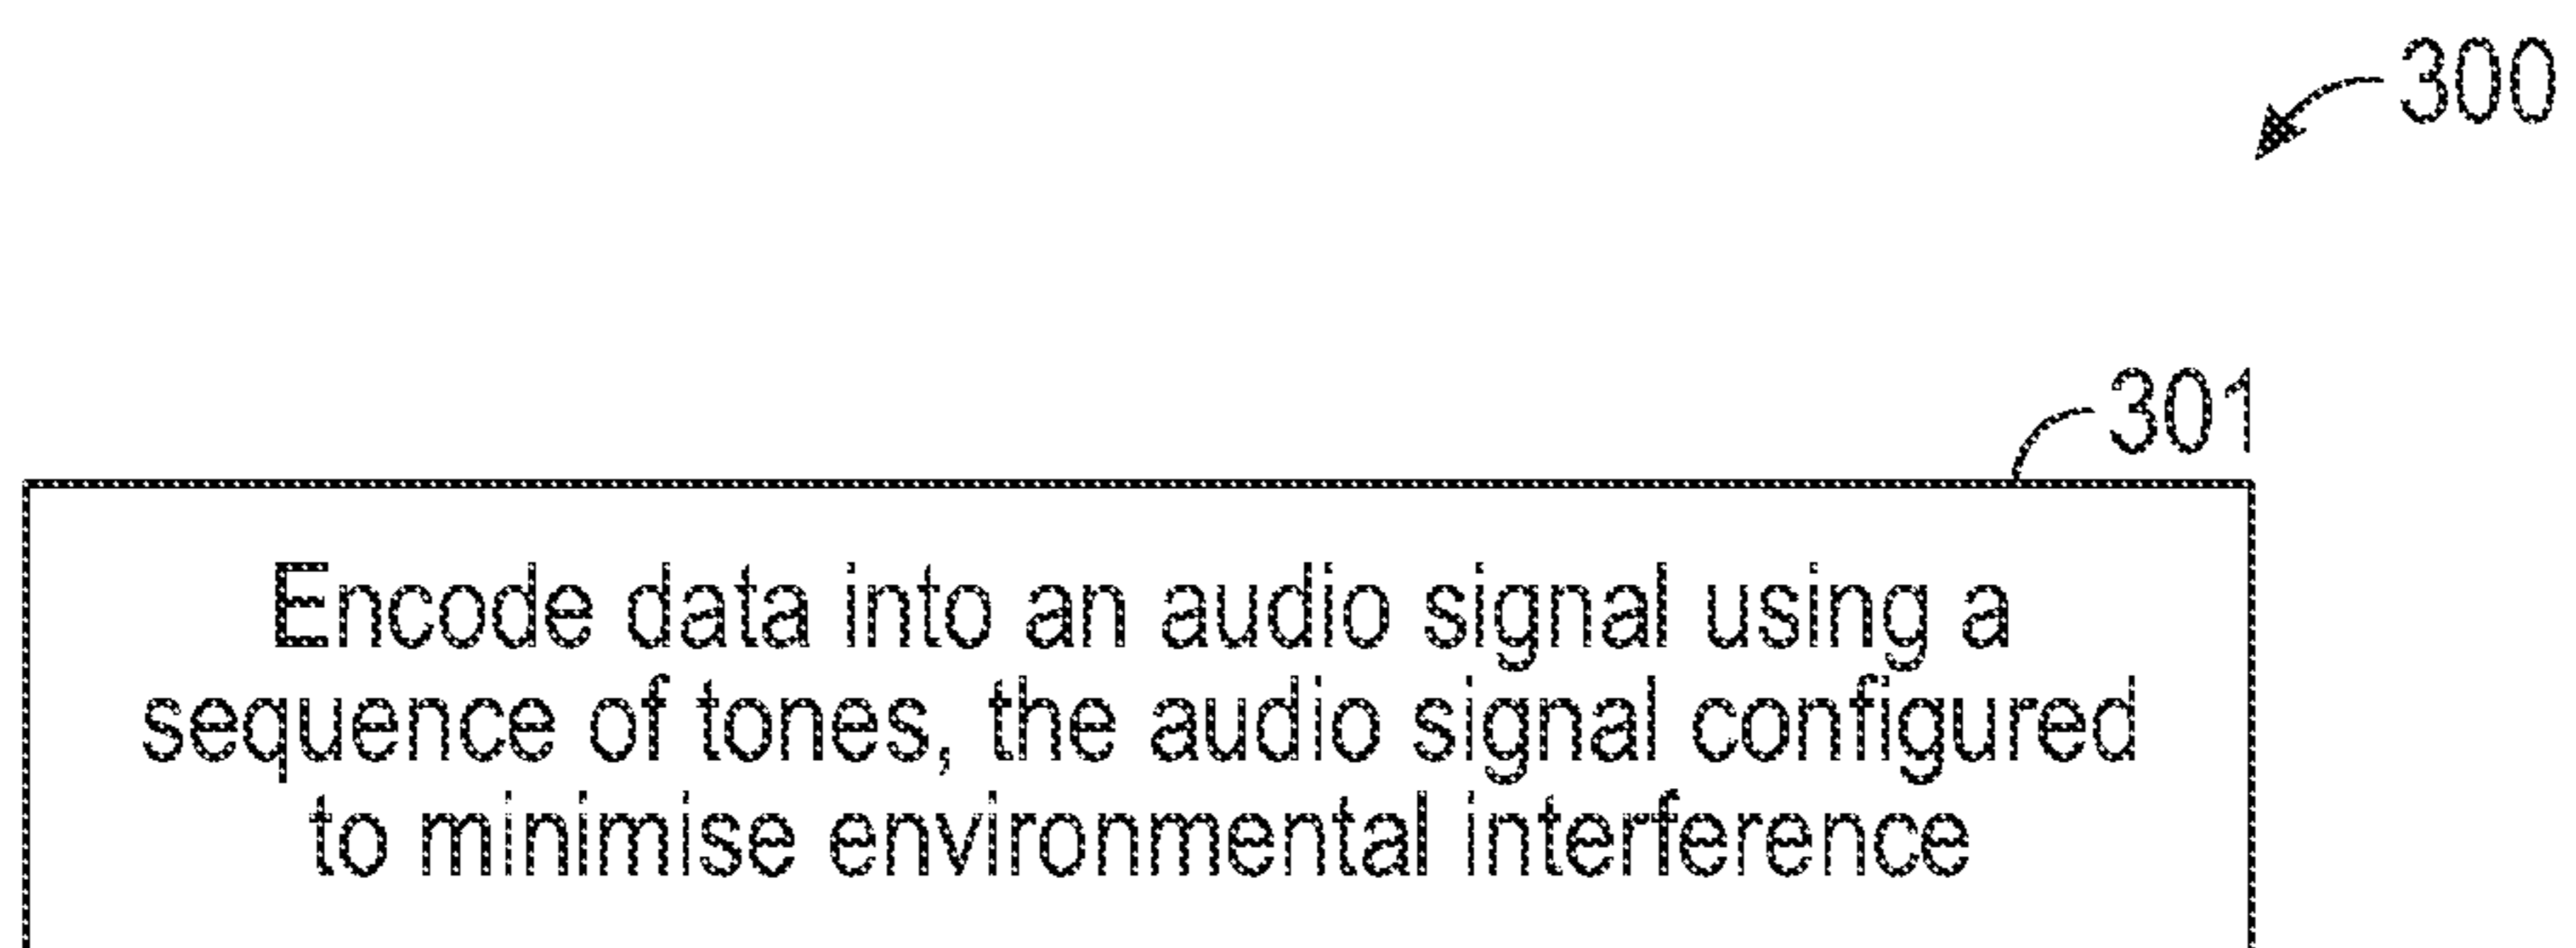 300
301
Encode data into an audio signal using a
sequence of tones, the audio signal configured
to minimise environmental interference